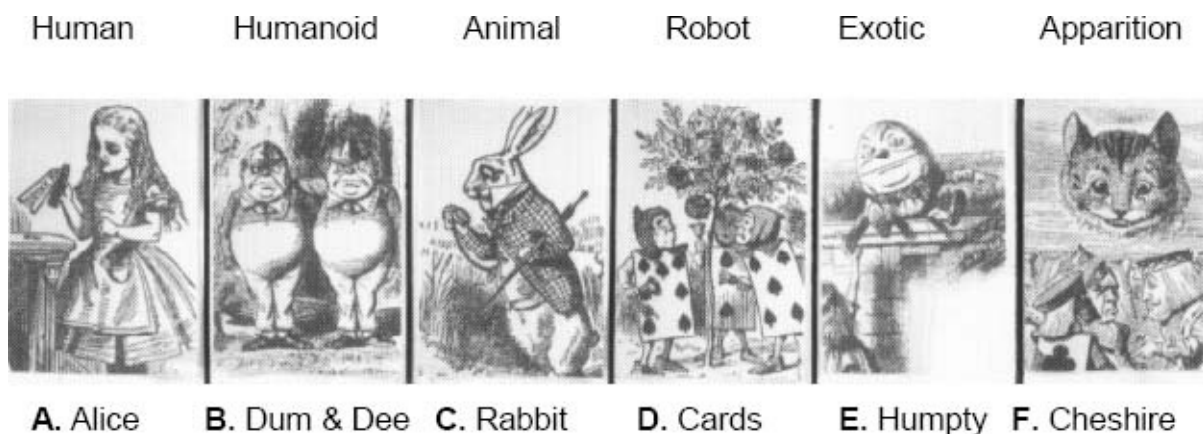 Human Humanoid Animal Robot Exotic Apparition
A. Alice B. Dum & Dee C. Rabbit D. Cards E. Humpty F. Cheshire